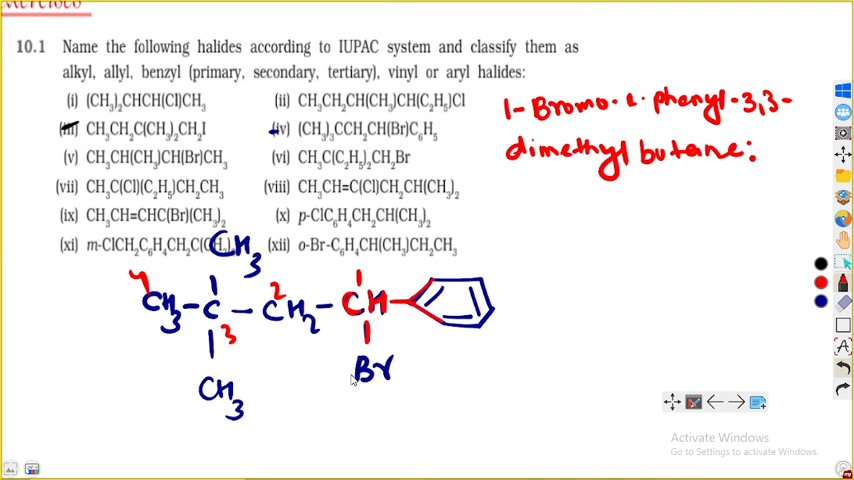 Exercises
10.1 Name the following halides according to IUPAC system and classify them as
alkyl, allyl, benzyl (primary, secondary, tertiary), vinyl or aryl halides:
(i) (CH₃)₂CHCH(Cl)CH₃ (ii) CH₃CH₂CH(CH₃)CH(C₂H₅)Cl
(iii) CH₃CH₂C(CH₃)₂CH₂I (iv) (CH₃)₃CCH₂CH(Br)C₆H₅
(v) CH₃CH(CH₃)CH(Br)CH₃ (vi) CH₃C(C₂H₅)₂CH₂Br
(vii) CH₃C(Cl)(C₂H₅)CH₂CH₃ (viii) CH₃CH=C(Cl)CH₂CH(CH₃)₂
(ix) CH₃CH=CHC(Br)(CH₃)₂ (x) p-ClC₆H₄CH₂CH(CH₃)₂
(xi) m-ClCH₂C₆H₄CH₂C(CH₃)₃ (xii) o-Br-C₆H₄CH(CH₃)CH₂CH₃
1-Bromo-1-phenyl-3,3-
dimethyl butane:
CH₃
4 2
CH₃-C-CH₂-CH-
3
Br
CH₃
Activate Windows
Go to Settings to activate Windows.